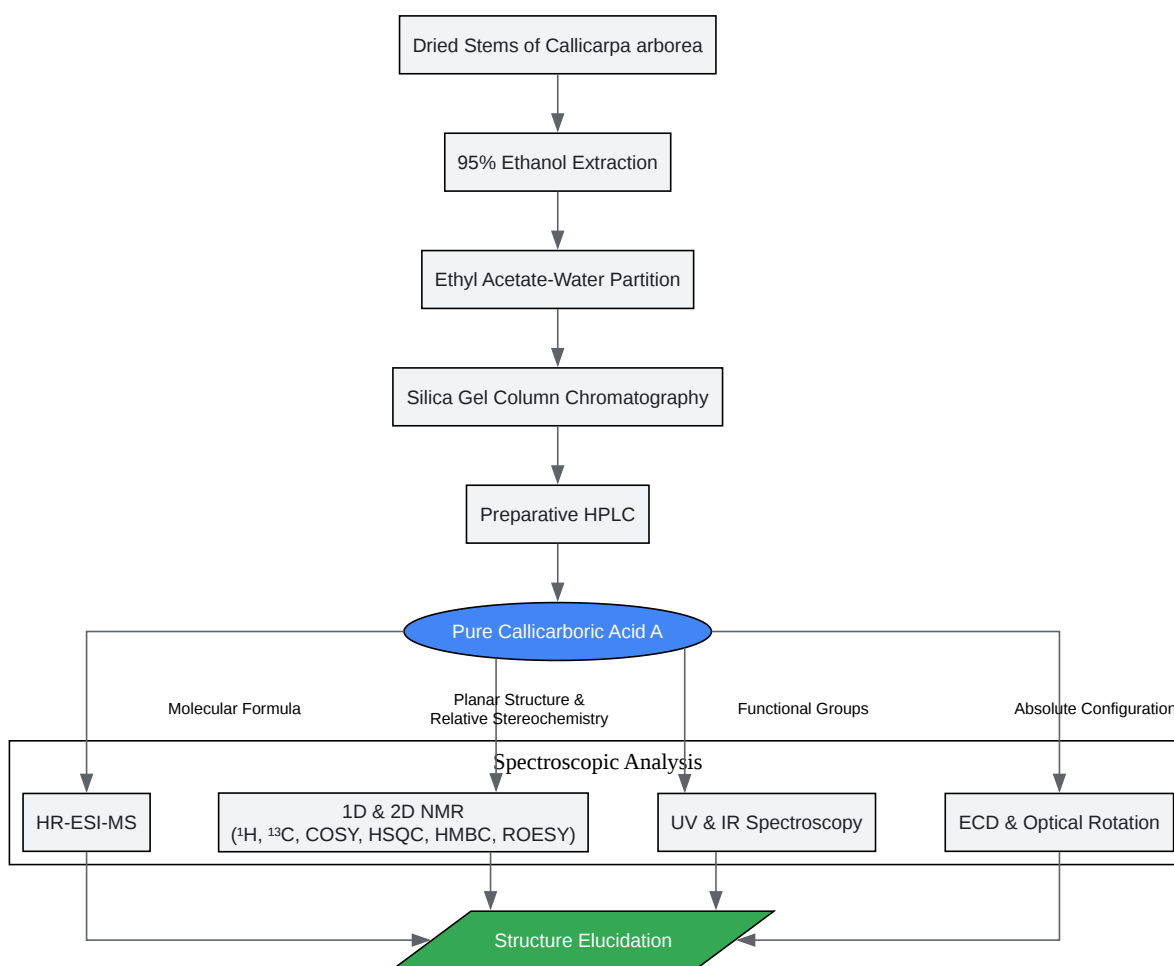 Dried Stems of Callicarpa arborea
95% Ethanol Extraction
Ethyl Acetate-Water Partition
Silica Gel Column Chromatography
Preparative HPLC
Pure Callicarboric Acid A
Molecular Formula
Planar Structure &
Relative Stereochemistry
Functional Groups
Absolute Configuration
Spectroscopic Analysis
HR-ESI-MS
1D & 2D NMR
(¹H, ¹³C, COSY, HSQC, HMBC, ROESY)
UV & IR Spectroscopy
ECD & Optical Rotation
Structure Elucidation